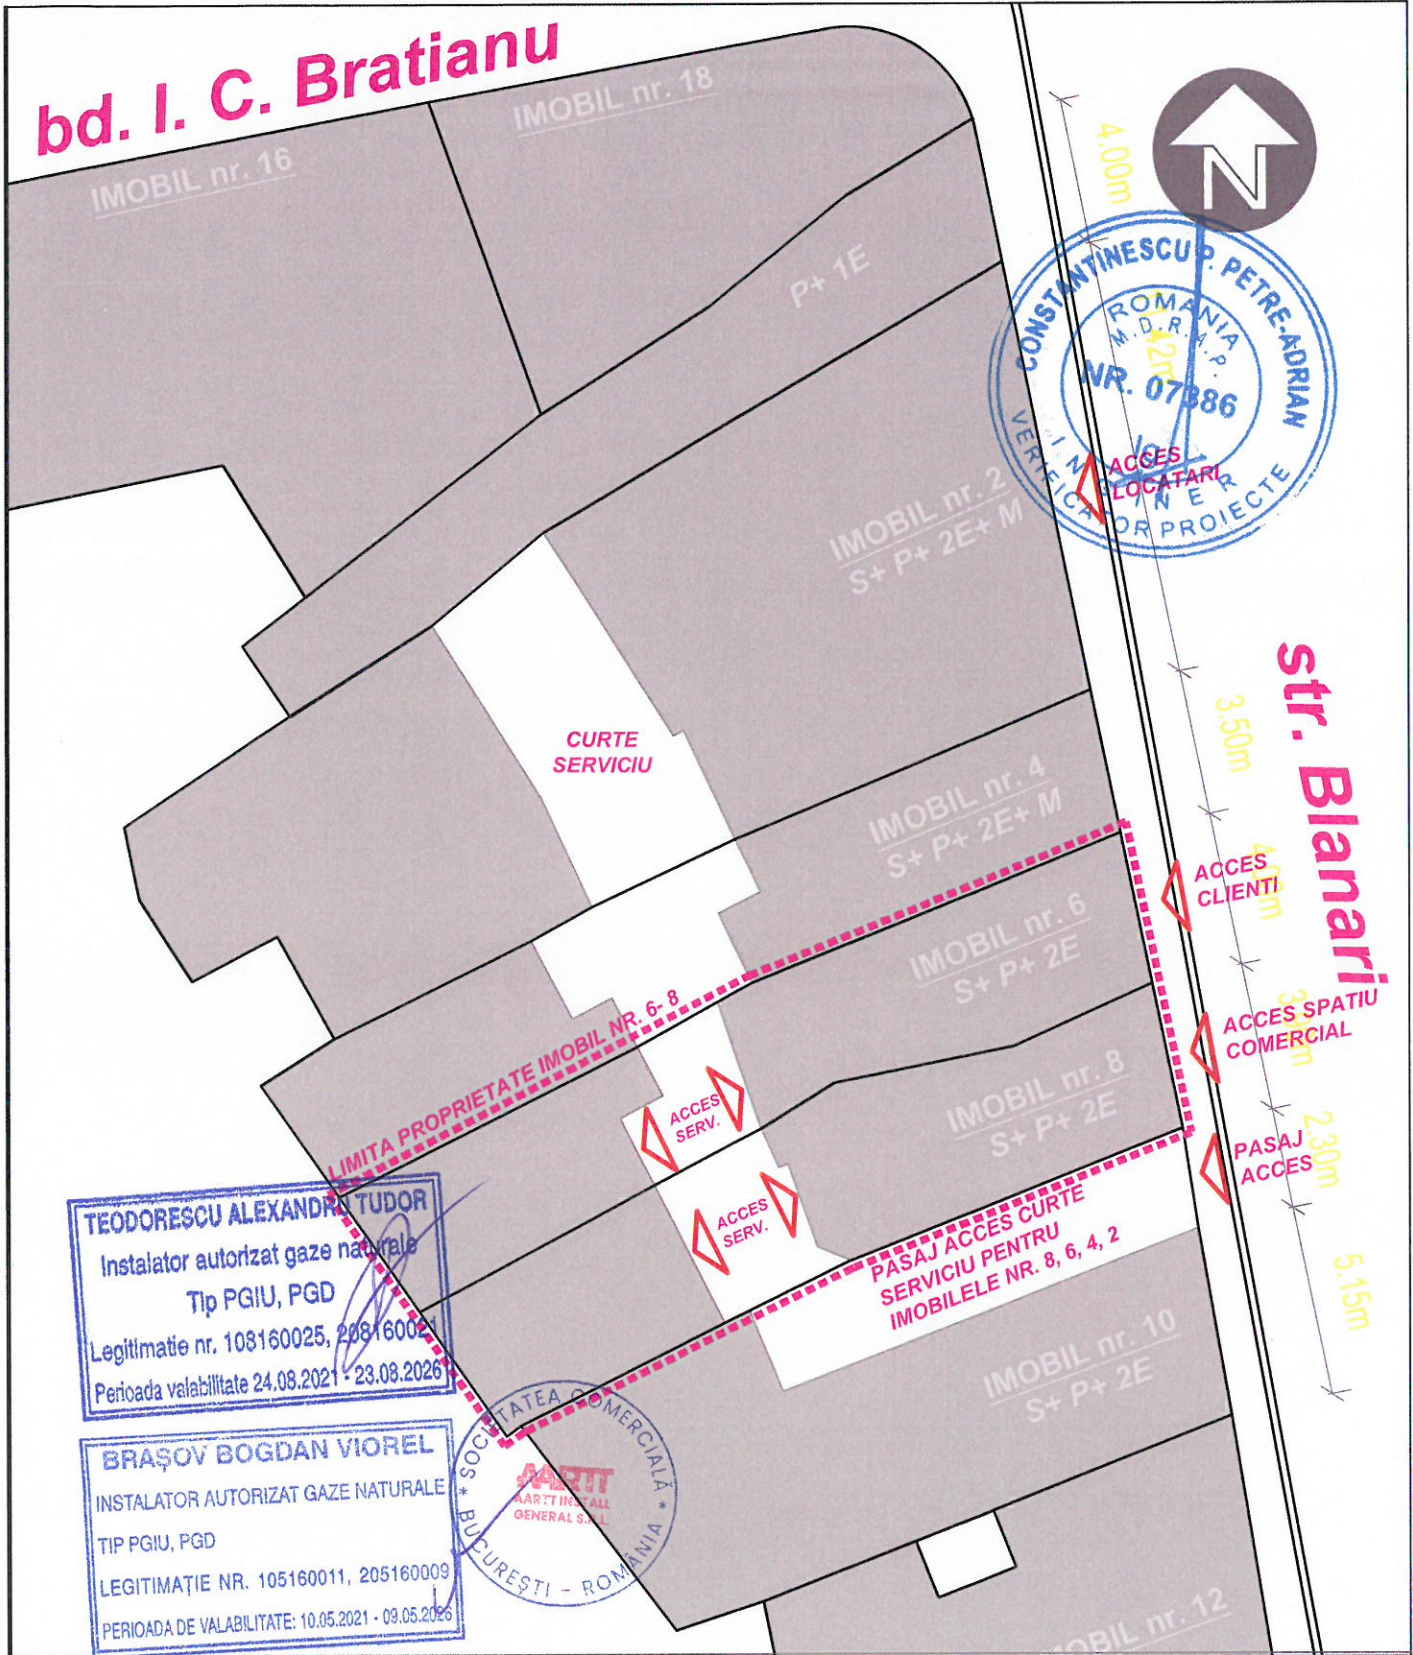 bd. I. C. Bratianu
IMOBIL nr. 16
IMOBIL nr. 18
N
4.00m
P+ 1E
CONSTANTINESCU P. PETRE-ADRIAN
ROMANIA
M.D.R.A.P.
NR. 07386
INGINER
VERIFICATOR PROIECTE
ACCES
LOCATARI
IMOBIL nr. 2
S+ P+ 2E+ M
str. Blanari
3.50m
CURTE
SERVICIU
IMOBIL nr. 4
S+ P+ 2E+ M
ACCES
CLIENTI
IMOBIL nr. 6
S+ P+ 2E
ACCES SPATIU
COMERCIAL
LIMITA PROPRIETATE IMOBIL NR. 6- 8
IMOBIL nr. 8
S+ P+ 2E
ACCES
SERV.
2.30m
PASAJ
ACCES
ACCES
SERV.
PASAJ ACCES CURTE
SERVICIU PENTRU
IMOBILELE NR. 8, 6, 4, 2
5.15m
IMOBIL nr. 10
S+ P+ 2E
TEODORESCU ALEXANDRU TUDOR
Instalator autorizat gaze naturale
Tip PGIU, PGD
Legitimatie nr. 108160025, 208160021
Perioada valabilitate 24.08.2021 - 23.08.2026
BRAȘOV BOGDAN VIOREL
INSTALATOR AUTORIZAT GAZE NATURALE
TIP PGIU, PGD
LEGITIMAȚIE NR. 105160011, 205160009
PERIOADA DE VALABILITATE: 10.05.2021 - 09.05.2026
* SOCIETATEA COMERCIALĂ *
AARTT
AARTT INSTALL
GENERAL S.R.L.
BUCUREȘTI - ROMÂNIA
IMOBIL nr. 12